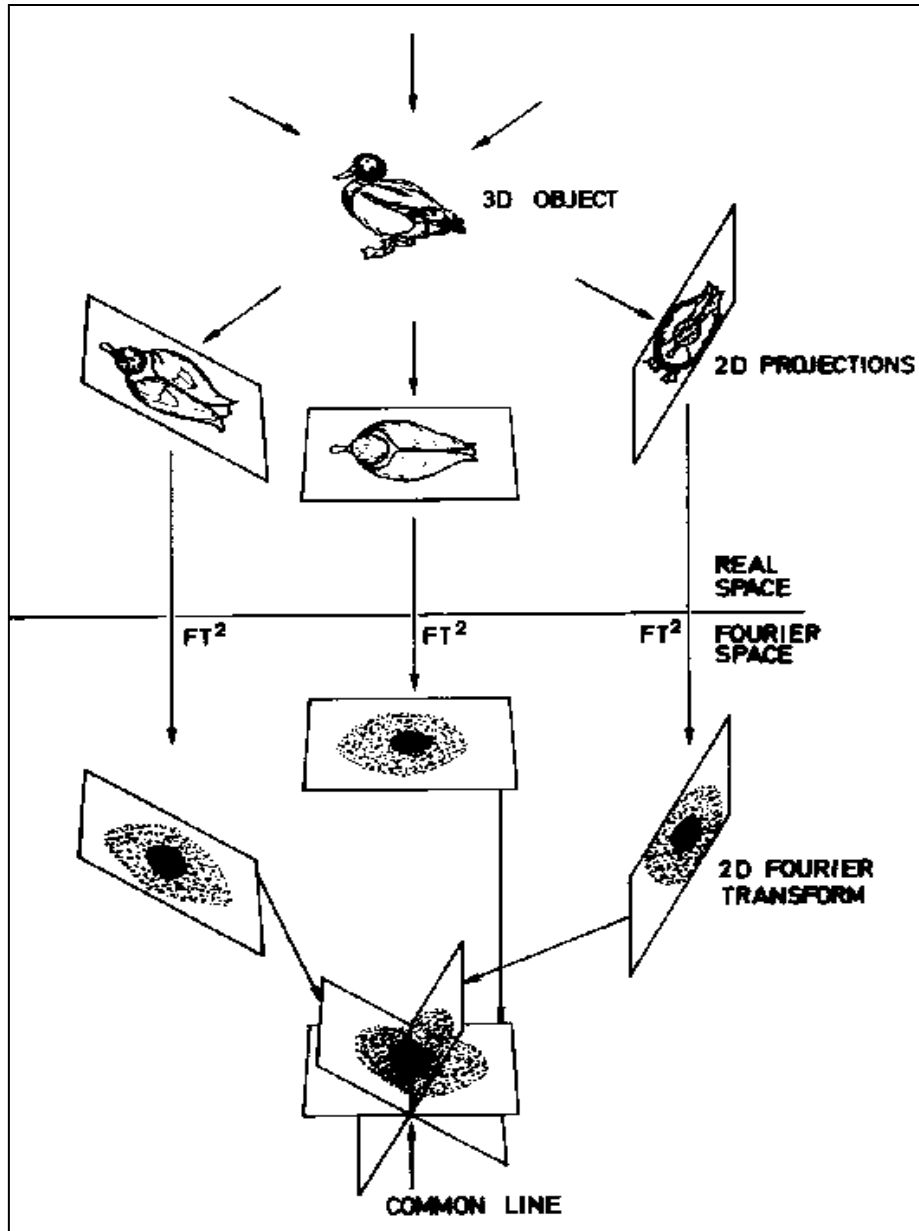 3D OBJECT
2D PROJECTIONS
REAL
SPACE
FT²
FT²
FT²
FOURIER
SPACE
2D FOURIER
TRANSFORM
COMMON LINE